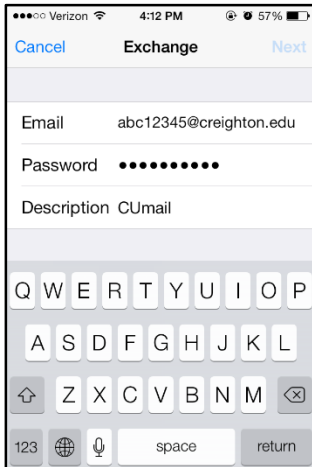 Verizon 4:12 PM 57%
Cancel Exchange Next
Email abc12345@creighton.edu
Password ••••••••••
Description CUmail
Q W E R T Y U I O P
A S D F G H J K L
Z X C V B N M
123 space return